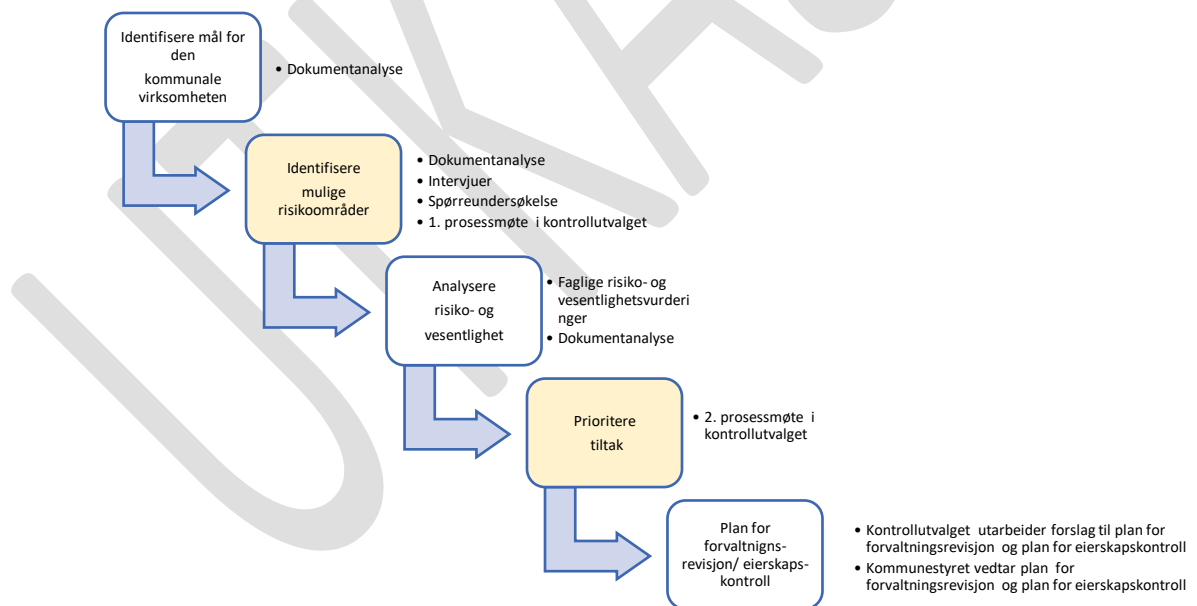 Identifisere mål for
den
kommunale
virksomheten
• Dokumentanalyse
Identifisere
mulige
risikoområder
• Dokumentanalyse
• Intervjuer
• Spørreundersøkelse
• 1. prosessmøte i kontrollutvalget
Analysere
risiko- og
vesentlighet
• Faglige risiko- og
vesentlighetsvurderi
nger
• Dokumentanalyse
Prioritere
tiltak
• 2. prosessmøte i
kontrollutvalget
Plan for
forvaltnigns-
revisjon/ eierskaps-
kontroll
• Kontrollutvalget utarbeider forslag til plan for
forvaltningsrevisjon og plan for eierskapskontroll
• Kommunestyret vedtar plan for
forvaltningsrevisjon og plan for eierskapskontroll